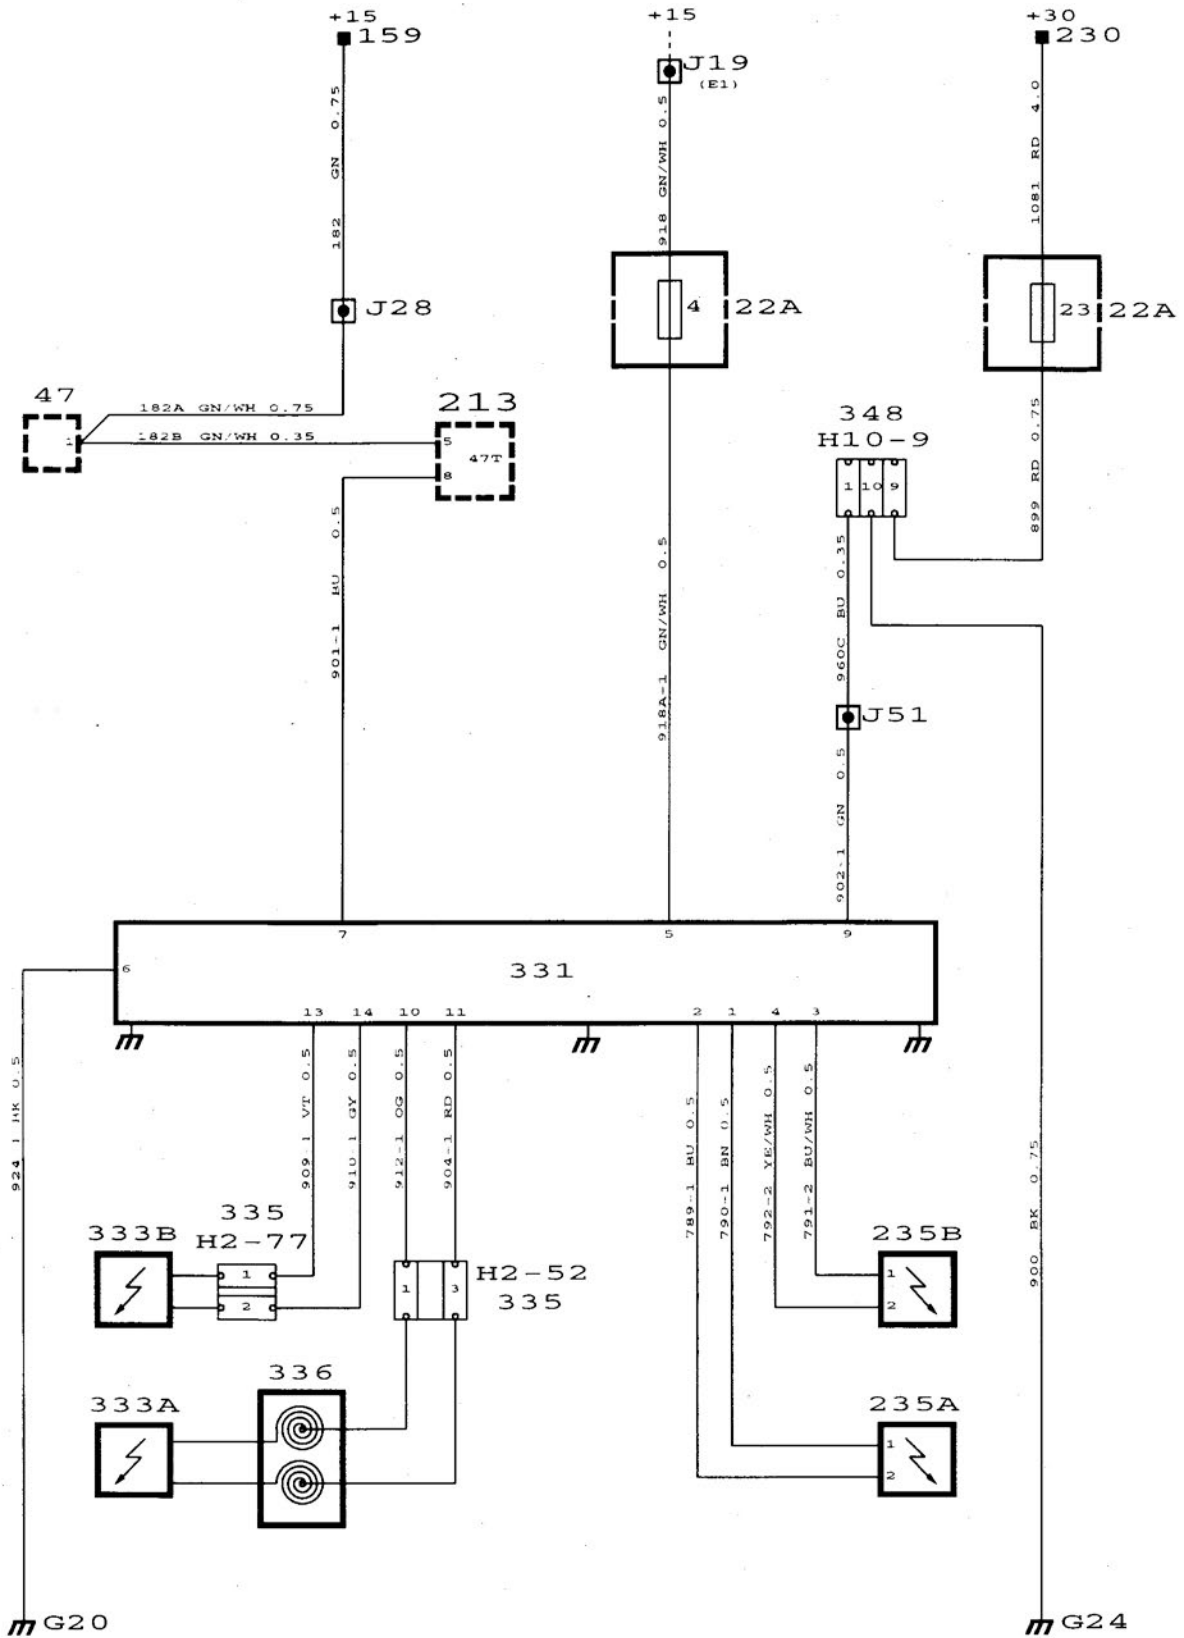 +15
159
+15
J19
(E1)
+30
230
182 GN 0.75
918 GN/WH 0.5
1081 RD 4.0
J28
4
22A
23
22A
47
182A GN/WH 0.75
1
182B GN/WH 0.35
213
5
47T
8
348
H10-9
1
10
9
899 RD 0.75
901-1 BU 0.5
918A-1 GN/WH 0.5
960C BU 0.35
J51
902-1 GN 0.5
7
5
9
6
331
13
14
10
11
2
1
4
3
924-1 BK 0.5
909-1 VT 0.5
910-1 GY 0.5
912-1 OG 0.5
904-1 RD 0.5
789-1 BU 0.5
790-1 BN 0.5
792-2 YE/WH 0.5
791-2 BU/WH 0.5
900 BK 0.75
333B
335
H2-77
1
2
1
3
H2-52
335
235B
1
2
336
333A
235A
1
2
G20
G24